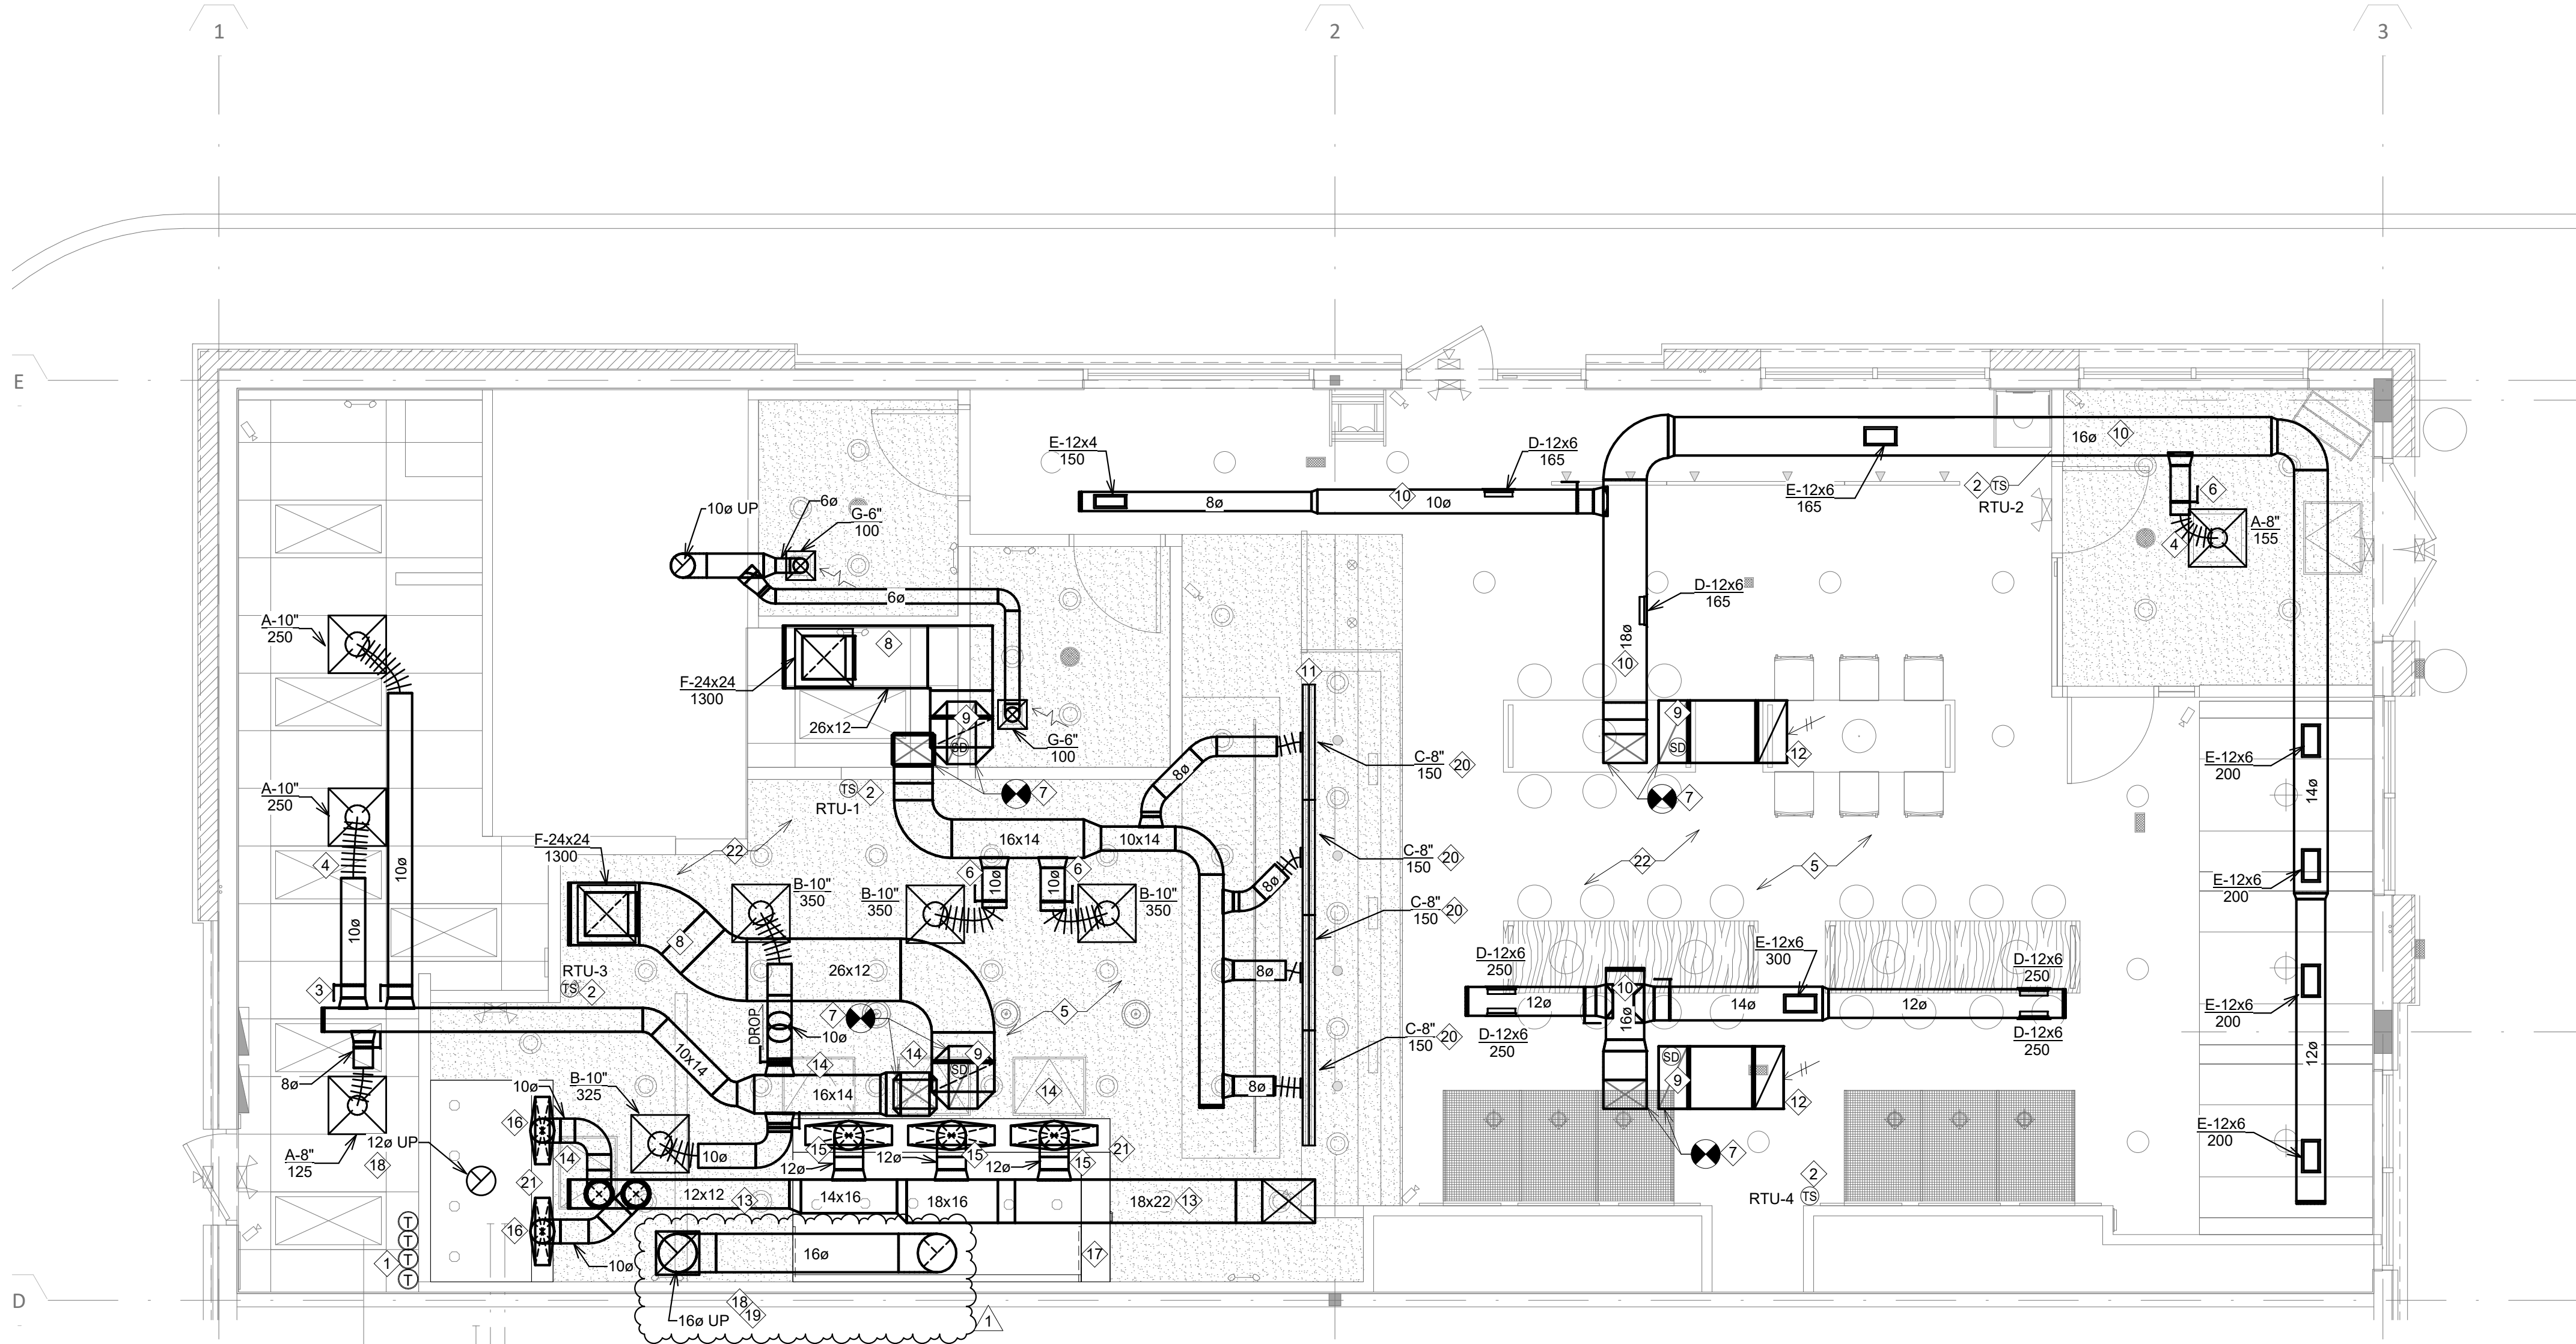 1
2
3
E
E-12x4
150
D-12x6
165
16ø
10
8ø
10
10ø
E-12x6
165
2
TS
RTU-2
6
A-8"
155
4
10ø UP
6ø
G-6"
100
6ø
D-12x6
165
18ø
10
A-10"
250
8
F-24x24
1300
26x12
9
SD
G-6"
100
11
9
SD
12
E-12x6
200
14ø
C-8"
150
20
A-10"
250
TS
2
RTU-1
7
8ø
7
F-24x24
1300
22
16x14
10x14
C-8"
150
20
22
5
4
10ø
10ø
6
10ø
10ø
6
8ø
E-12x6
200
B-10"
350
B-10"
350
B-10"
350
C-8"
150
20
8
26x12
8ø
D-12x6
250
E-12x6
300
D-12x6
250
RTU-3
TS
2
3
10
12ø
16ø
14ø
12ø
E-12x6
200
D-12x6
250
D-12x6
250
DROP
10ø
7
5
C-8"
150
20
10x14
14
14
9
SD
14
16x14
8ø
8ø
SD
9
12
12ø
10ø
B-10"
325
A-8"
125
12ø UP
18
16
14
10ø
15
15
15
21
12ø
12ø
12ø
7
E-12x6
200
21
12x12
13
14x16
18x16
18x22
13
2
RTU-4
TS
16
10ø
16ø
17
T
T
T
T
1
D
18
19
16ø UP
1